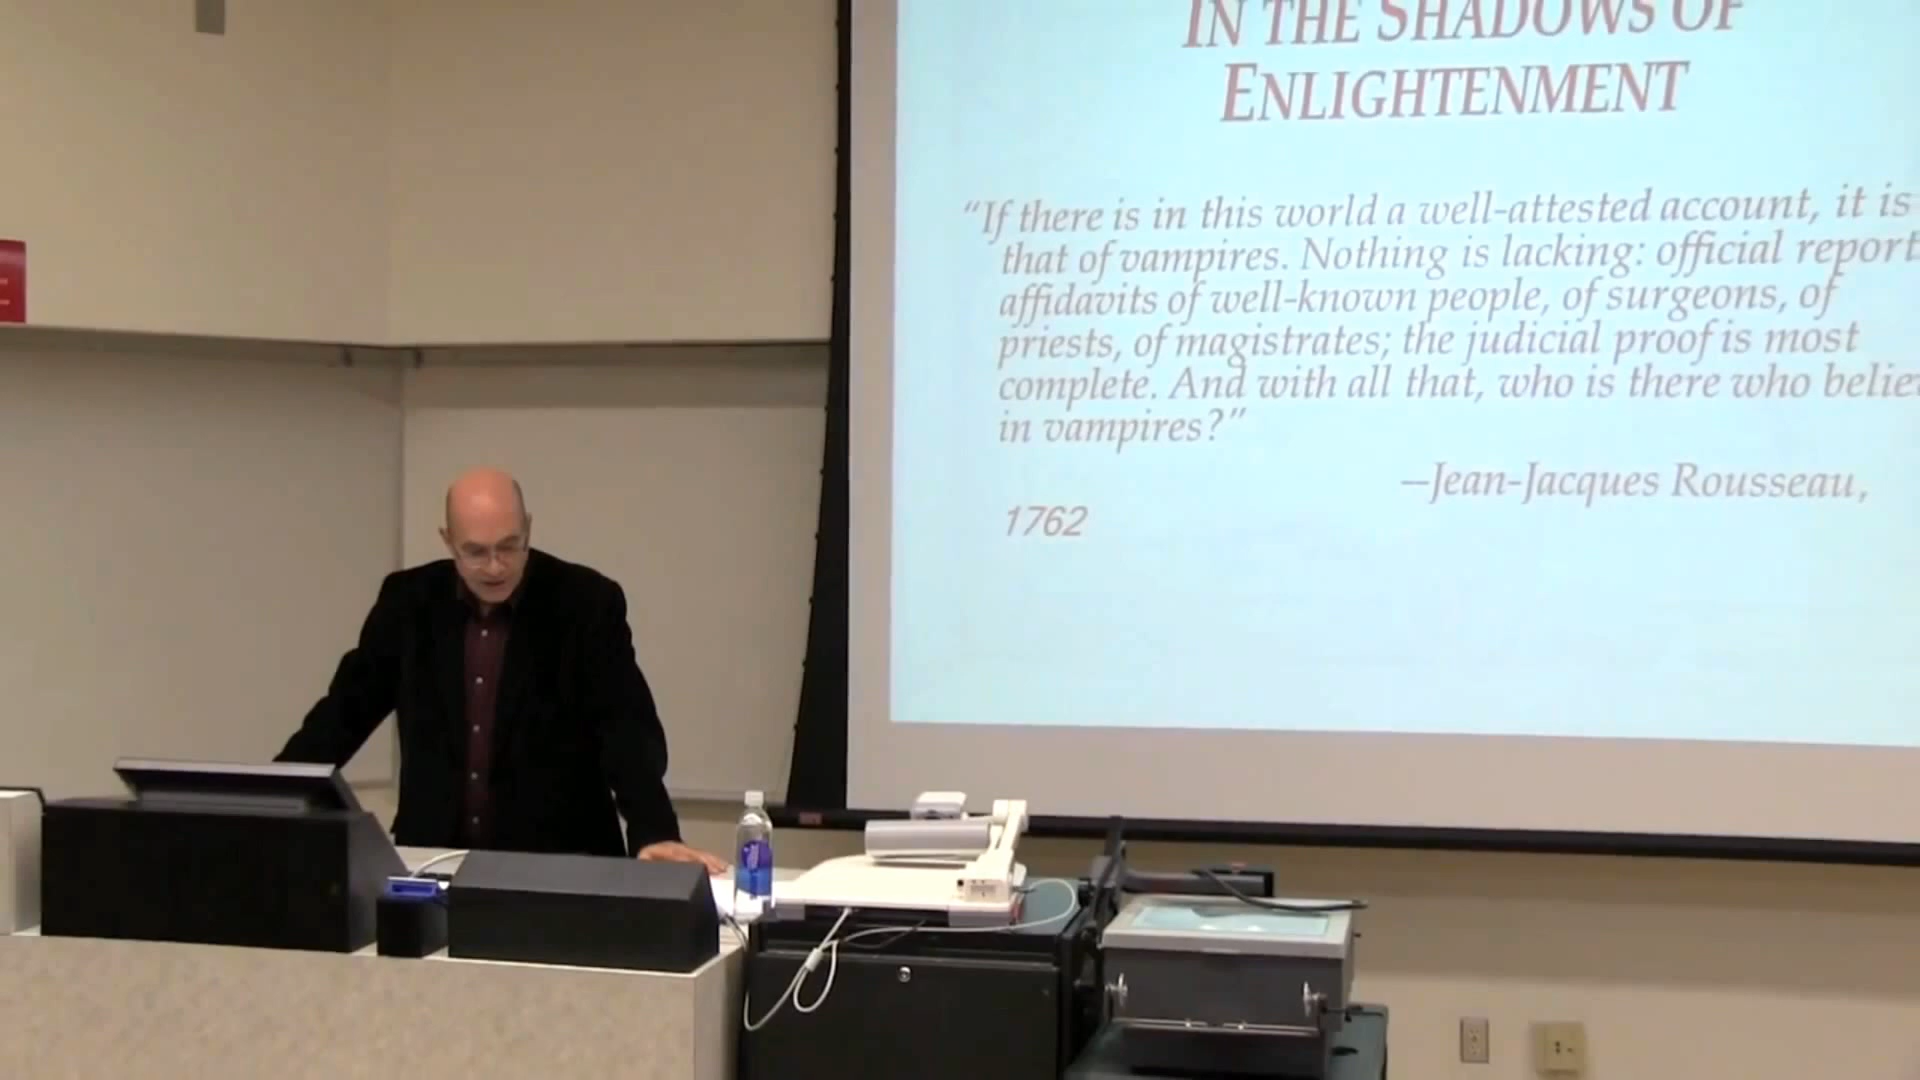 IN THE SHADOWS OF
ENLIGHTENMENT
“If there is in this world a well-attested account, it is
that of vampires. Nothing is lacking: official report
affidavits of well-known people, of surgeons, of
priests, of magistrates; the judicial proof is most
complete. And with all that, who is there who believ
in vampires?”
–Jean-Jacques Rousseau,
1762